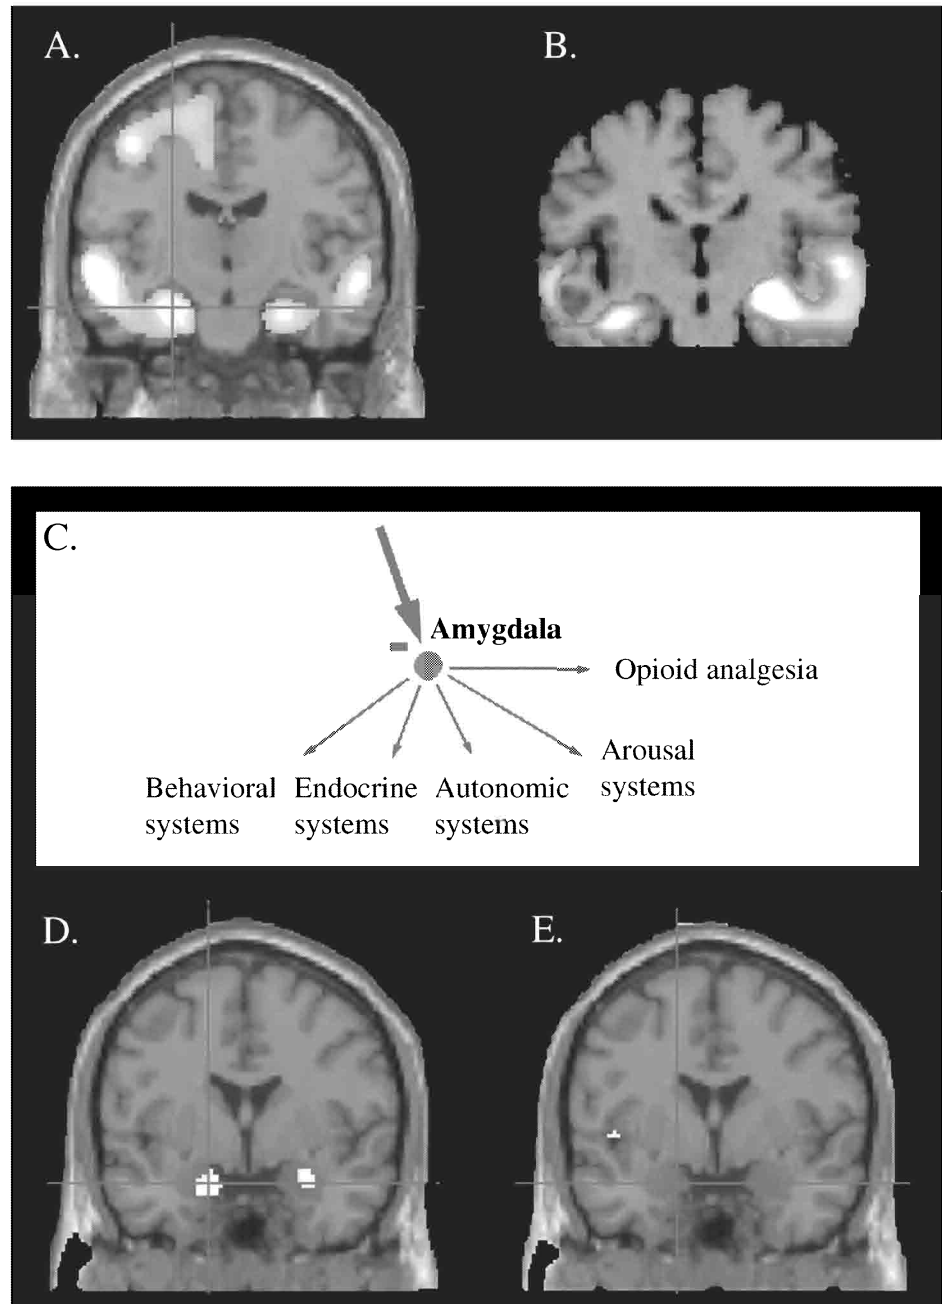 A.
B.
C.
Amygdala
Opioid analgesia
Arousal
systems
Behavioral Endocrine Autonomic
systems systems systems
D.
E.